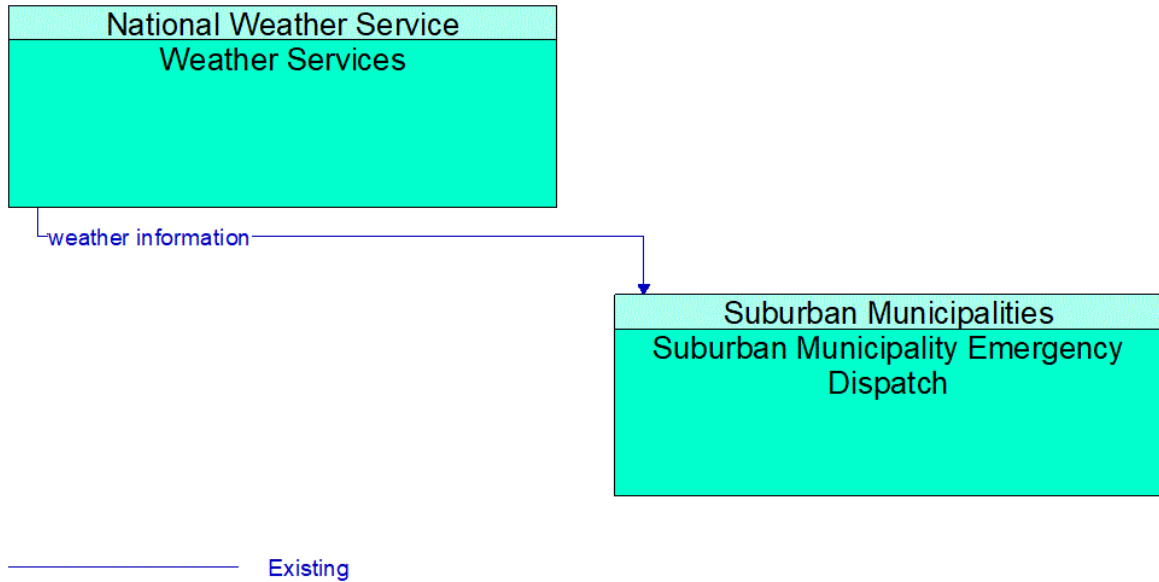 National Weather Service
Weather Services
weather information
Suburban Municipalities
Suburban Municipality Emergency
Dispatch
Existing